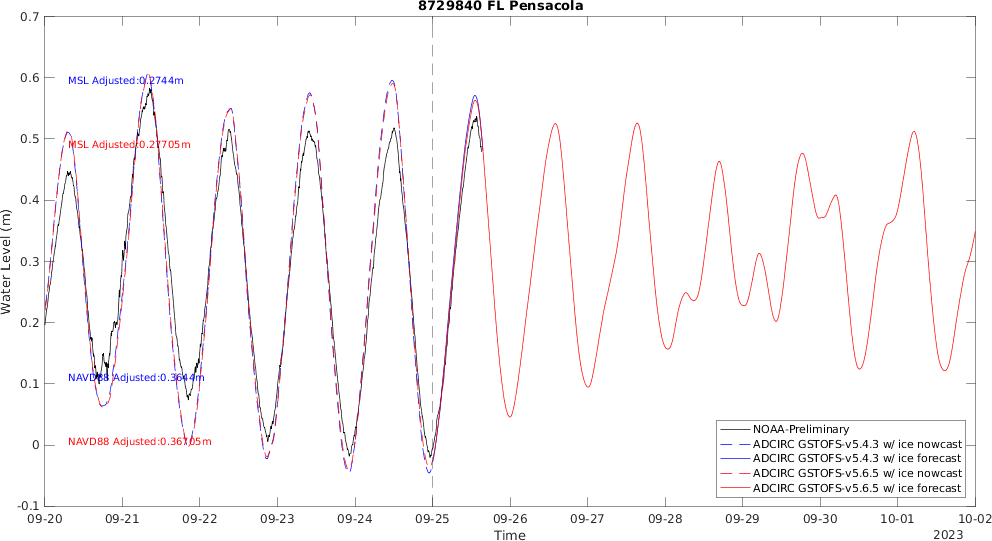 8729840 FL Pensacola
0.7
0.6
0.5
0.4
0.3
0.2
0.1
0
-0.1
Water Level (m)
MSL Adjusted:0.2744m
MSL Adjusted:0.27705m
NAVD88 Adjusted:0.3644m
NAVD88 Adjusted:0.36705m
NOAA-Preliminary
ADCIRC GSTOFS-v5.4.3 w/ ice nowcast
ADCIRC GSTOFS-v5.4.3 w/ ice forecast
ADCIRC GSTOFS-v5.6.5 w/ ice nowcast
ADCIRC GSTOFS-v5.6.5 w/ ice forecast
09-20 09-21 09-22 09-23 09-24 09-25 09-26 09-27 09-28 09-29 09-30 10-01 10-02
Time
2023